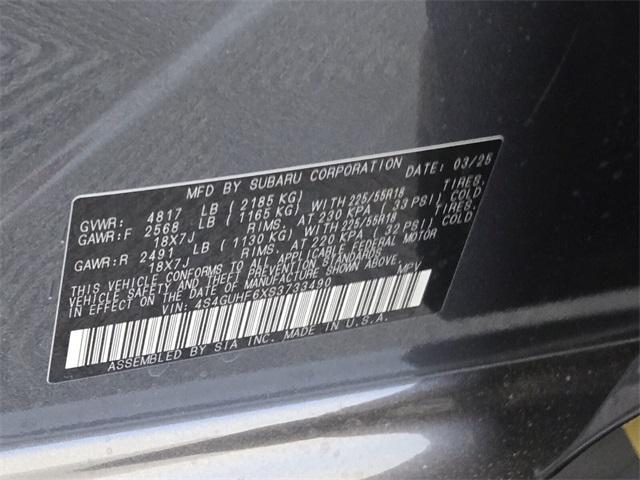 MFD BY SUBARU CORPORATION DATE: 03/25
GVWR: 4817 LB ( 2185 KG)
GAWR:F 2568 LB ( 1165 KG) WITH 225/55R18 TIRES,
18X7J RIMS, AT 230 KPA ( 33 PSI) COLD
GAWR:R 2491 LB ( 1130 KG) WITH 225/55R18 TIRES,
18X7J RIMS, AT 220 KPA ( 32 PSI) COLD
THIS VEHICLE CONFORMS TO ALL APPLICABLE FEDERAL MOTOR
VEHICLE SAFETY AND THEFT PREVENTION STANDARDS
IN EFFECT ON THE DATE OF MANUFACTURE SHOWN ABOVE.
VIN: 4S4GUHF6XS3733490 MPV
ASSEMBLED BY SIA INC. MADE IN U.S.A.